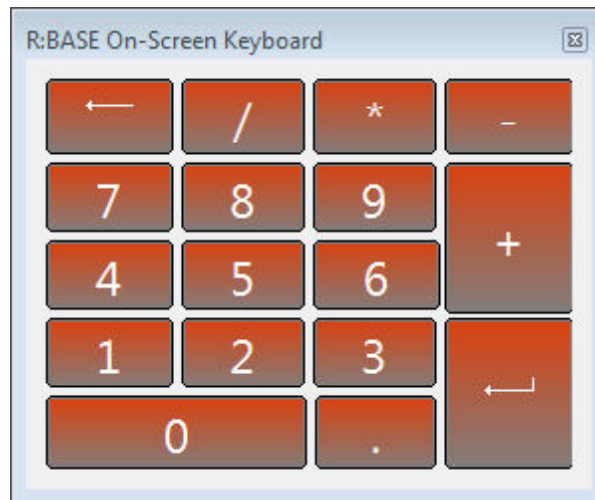 R:BASE On-Screen Keyboard
← / * -
7 8 9
+
4 5 6
1 2 3
↵
0 .